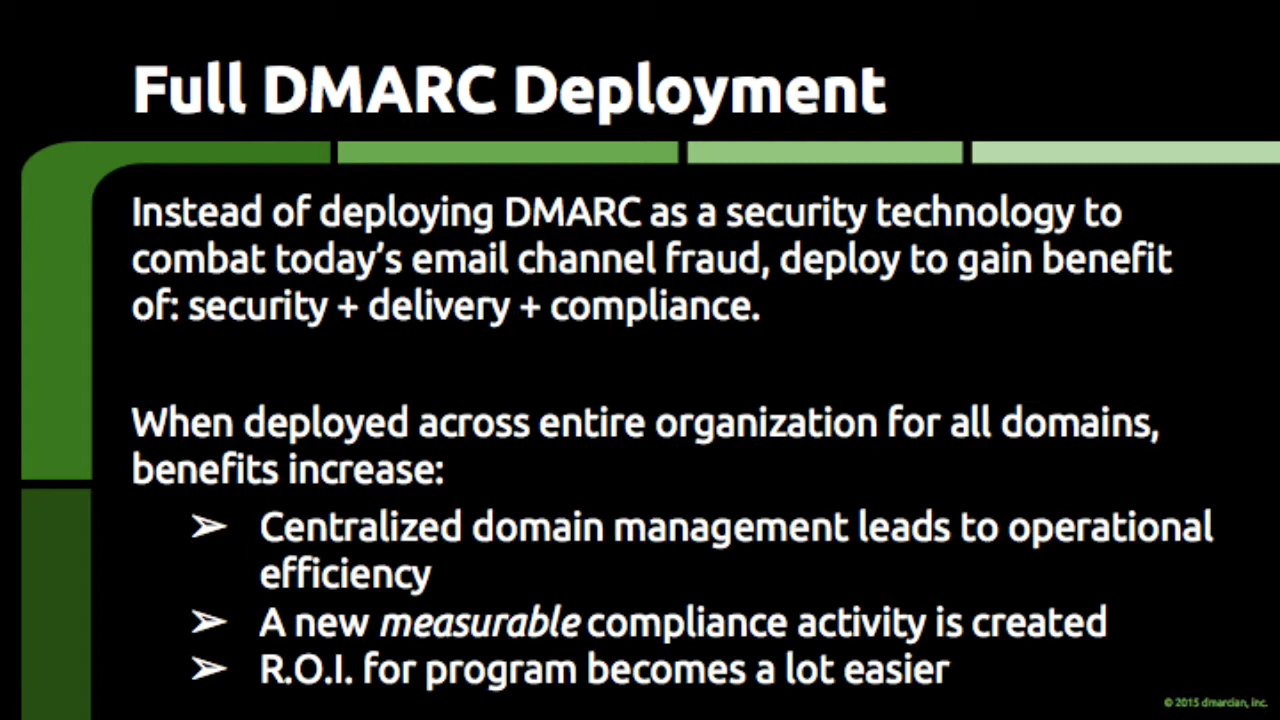 Full DMARC Deployment
Instead of deploying DMARC as a security technology to
combat today’s email channel fraud, deploy to gain benefit
of: security + delivery + compliance.
When deployed across entire organization for all domains,
benefits increase:
➢ Centralized domain management leads to operational
efficiency
➢ A new measurable compliance activity is created
➢ R.O.I. for program becomes a lot easier
© 2015 dmarcian, inc.